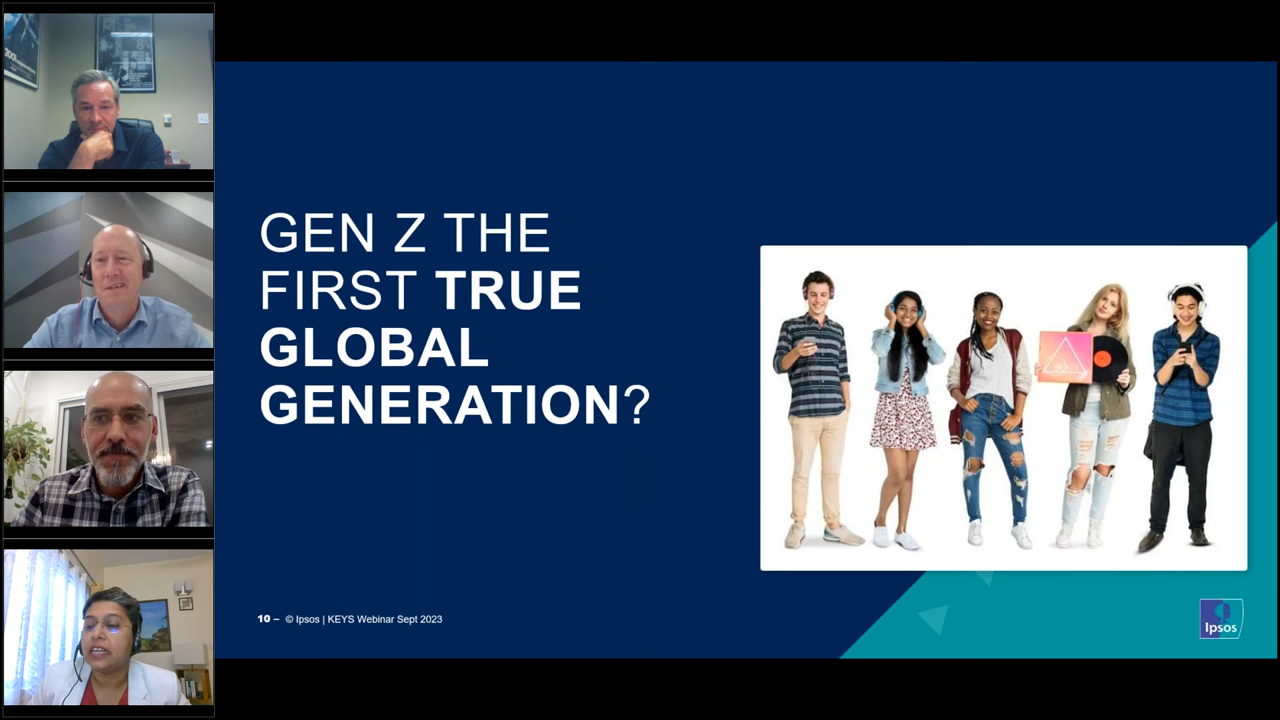 GEN Z THE
FIRST TRUE
GLOBAL
GENERATION?
10 – © Ipsos | KEYS Webinar Sept 2023
Ipsos